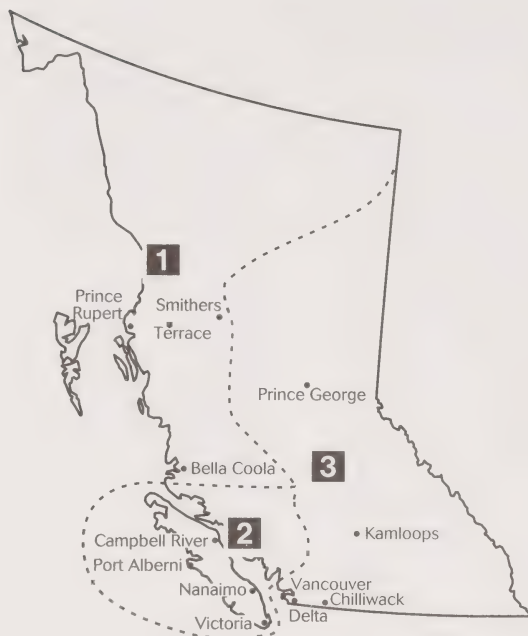 1
Prince
Rupert
Smithers
Terrace
Prince George
3
Bella Coola
2
Campbell River
Kamloops
Port Alberni
Nanaimo
Vancouver
Chilliwack
Delta
Victoria